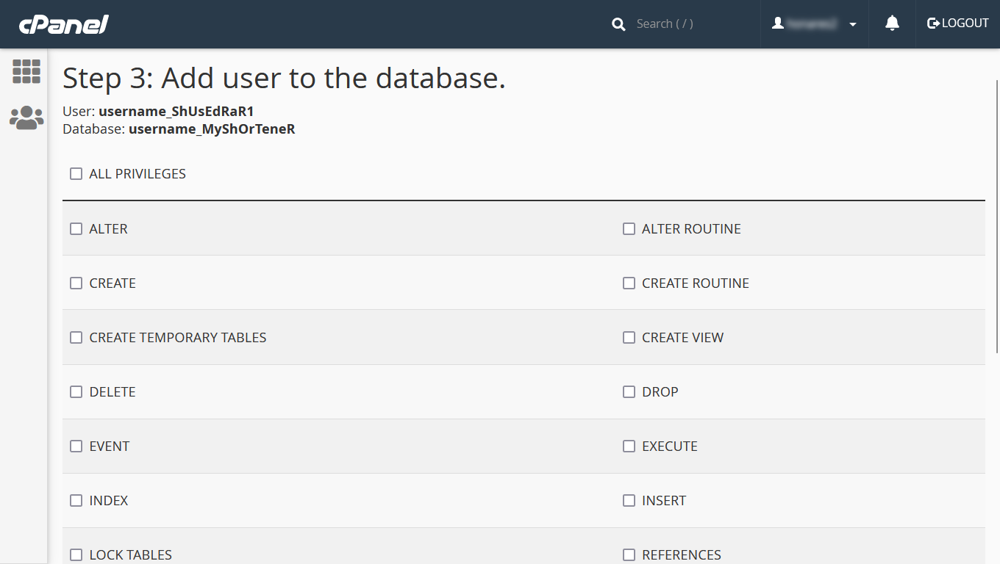 cPanel
Search ( / )
LOGOUT
Step 3: Add user to the database.
User: username_ShUsEdRaR1
Database: username_MyShOrTeneR
ALL PRIVILEGES
ALTER
ALTER ROUTINE
CREATE
CREATE ROUTINE
CREATE TEMPORARY TABLES
CREATE VIEW
DELETE
DROP
EVENT
EXECUTE
INDEX
INSERT
LOCK TABLES
REFERENCES